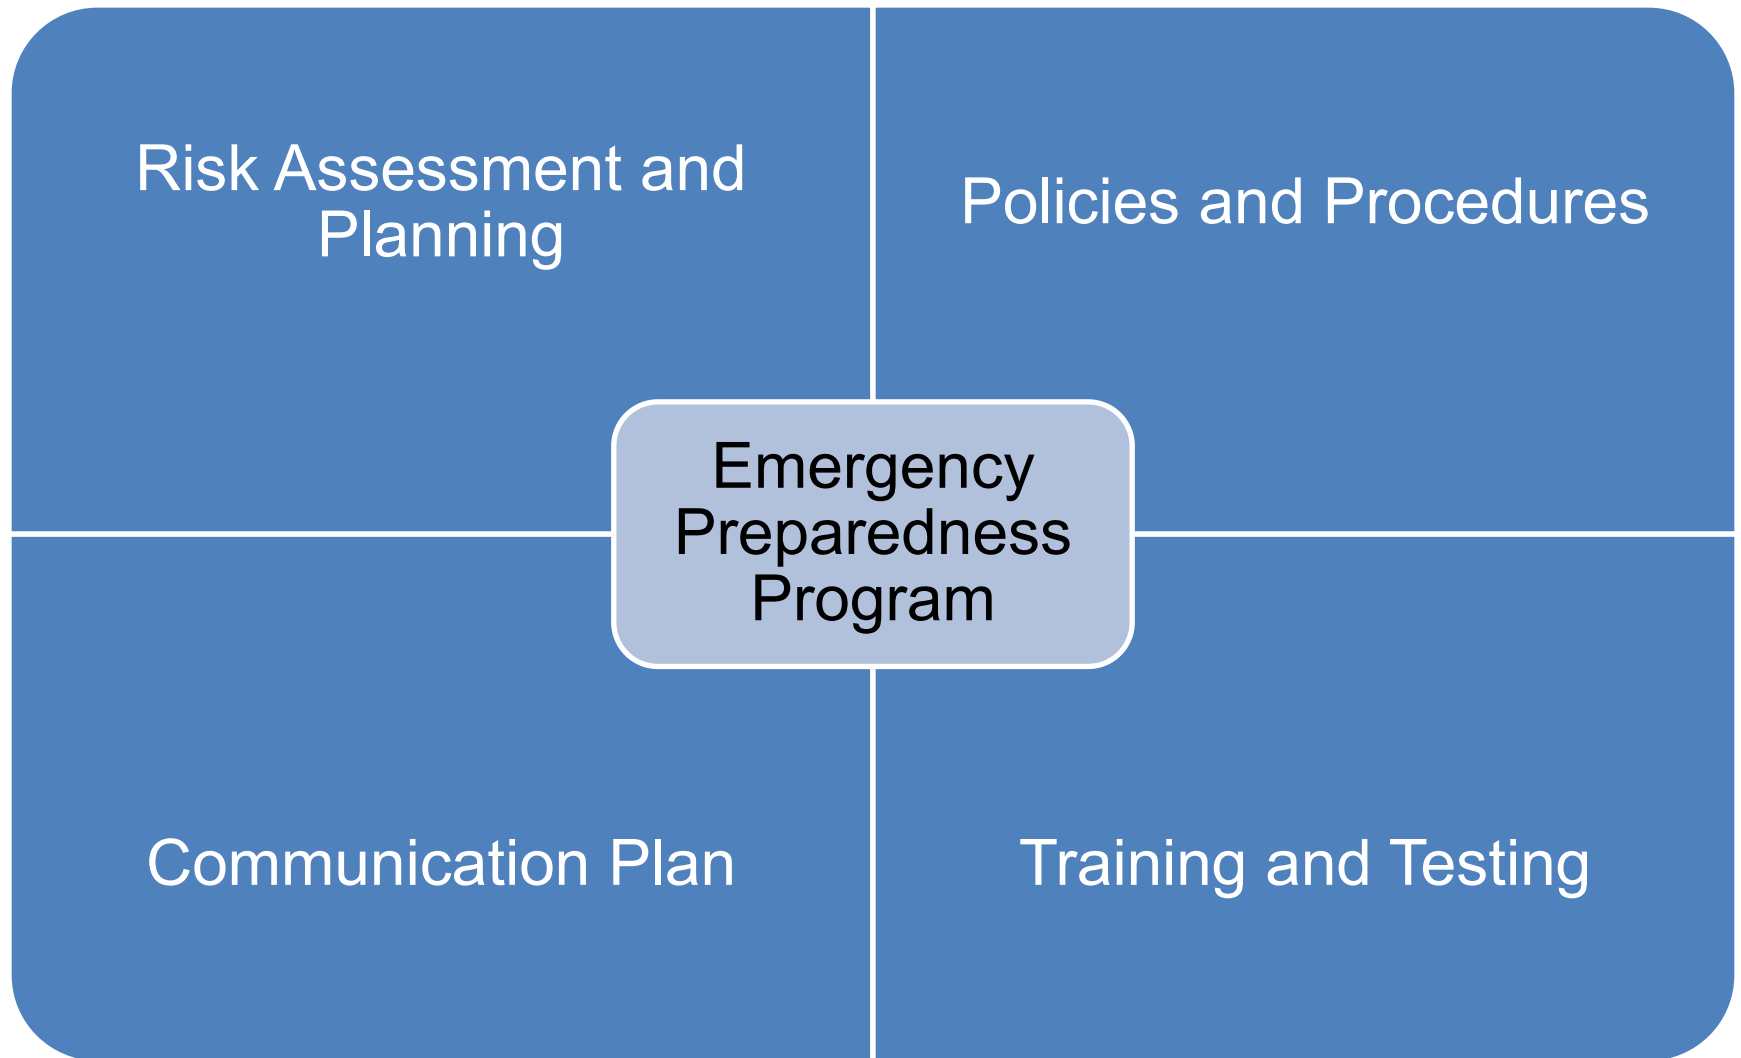 Risk Assessment and
Planning
Policies and Procedures
Emergency
Preparedness
Program
Communication Plan
Training and Testing